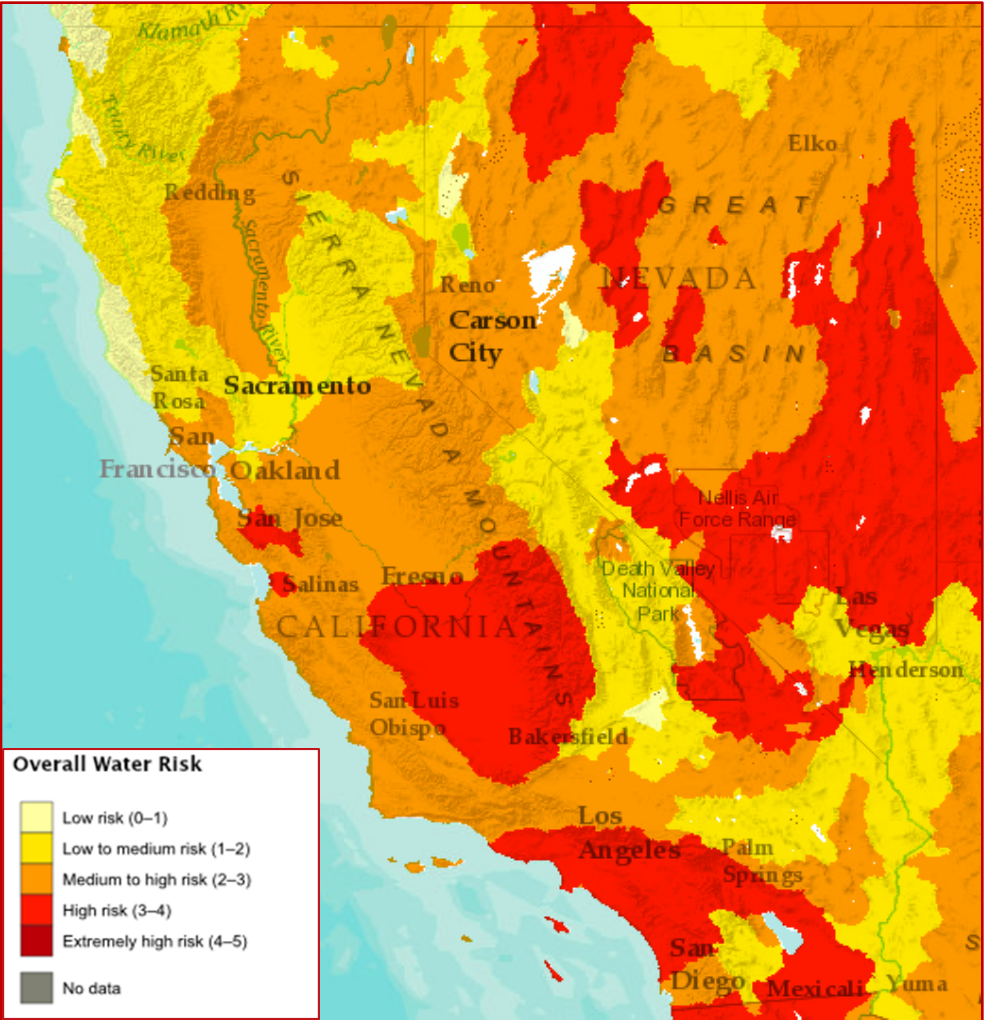 Klamath Ri
Trinity River
Elko
Redding
SIERRA NEVADA MOUNTAINS
GREAT
Sacramento River
Reno
NEVADA
Carson
City
BASIN
Santa
Rosa
Sacramento
San
Francisco
Oakland
Nellis Air
Force Range
San Jose
Death Valley
National
Park
Salinas
Fresno
Las
Vegas
CALIFORNIA
Henderson
San Luis
Obispo
Bakersfield
Los
Angeles
Palm
Springs
San
Diego
Mexicali
Yuma
S
Overall Water Risk
Low risk (0–1)
Low to medium risk (1–2)
Medium to high risk (2–3)
High risk (3–4)
Extremely high risk (4–5)
No data